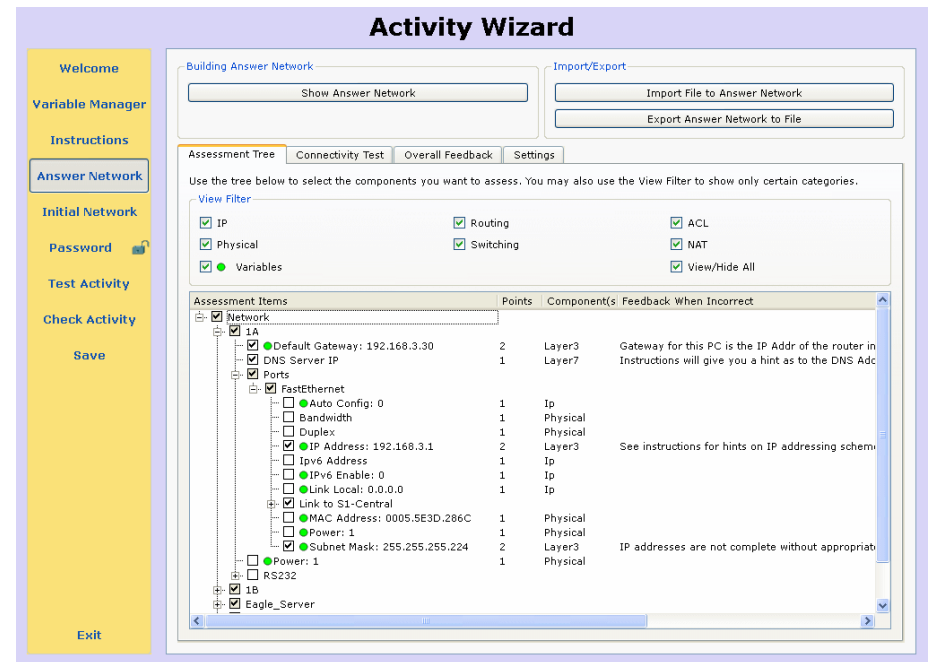 Activity Wizard
Welcome
Variable Manager
Instructions
Answer Network
Initial Network
Password
Test Activity
Check Activity
Save
Exit
Building Answer Network
Show Answer Network
Import/Export
Import File to Answer Network
Export Answer Network to File
Assessment Tree Connectivity Test Overall Feedback Settings
Use the tree below to select the components you want to assess. You may also use the View Filter to show only certain categories.
View Filter
IP Routing ACL
Physical Switching NAT
Variables View/Hide All
Assessment Items Points Component(s Feedback When Incorrect
Network
1A
Default Gateway: 192.168.3.30 2 Layer3 Gateway for this PC is the IP Addr of the router in
DNS Server IP 1 Layer7 Instructions will give you a hint as to the DNS Adc
Ports
FastEthernet
Auto Config: 0 1 Ip
Bandwidth 1 Physical
Duplex 1 Physical
IP Address: 192.168.3.1 2 Layer3 See instructions for hints on IP addressing schem
Ipv6 Address 1 Ip
IPv6 Enable: 0 1 Ip
Link Local: 0.0.0.0 1 Ip
Link to S1-Central
MAC Address: 0005.5E3D.286C 1 Physical
Power: 1 1 Physical
Subnet Mask: 255.255.255.224 2 Layer3 IP addresses are not complete without appropriat
Power: 1 1 Physical
RS232
1B
Eagle_Server